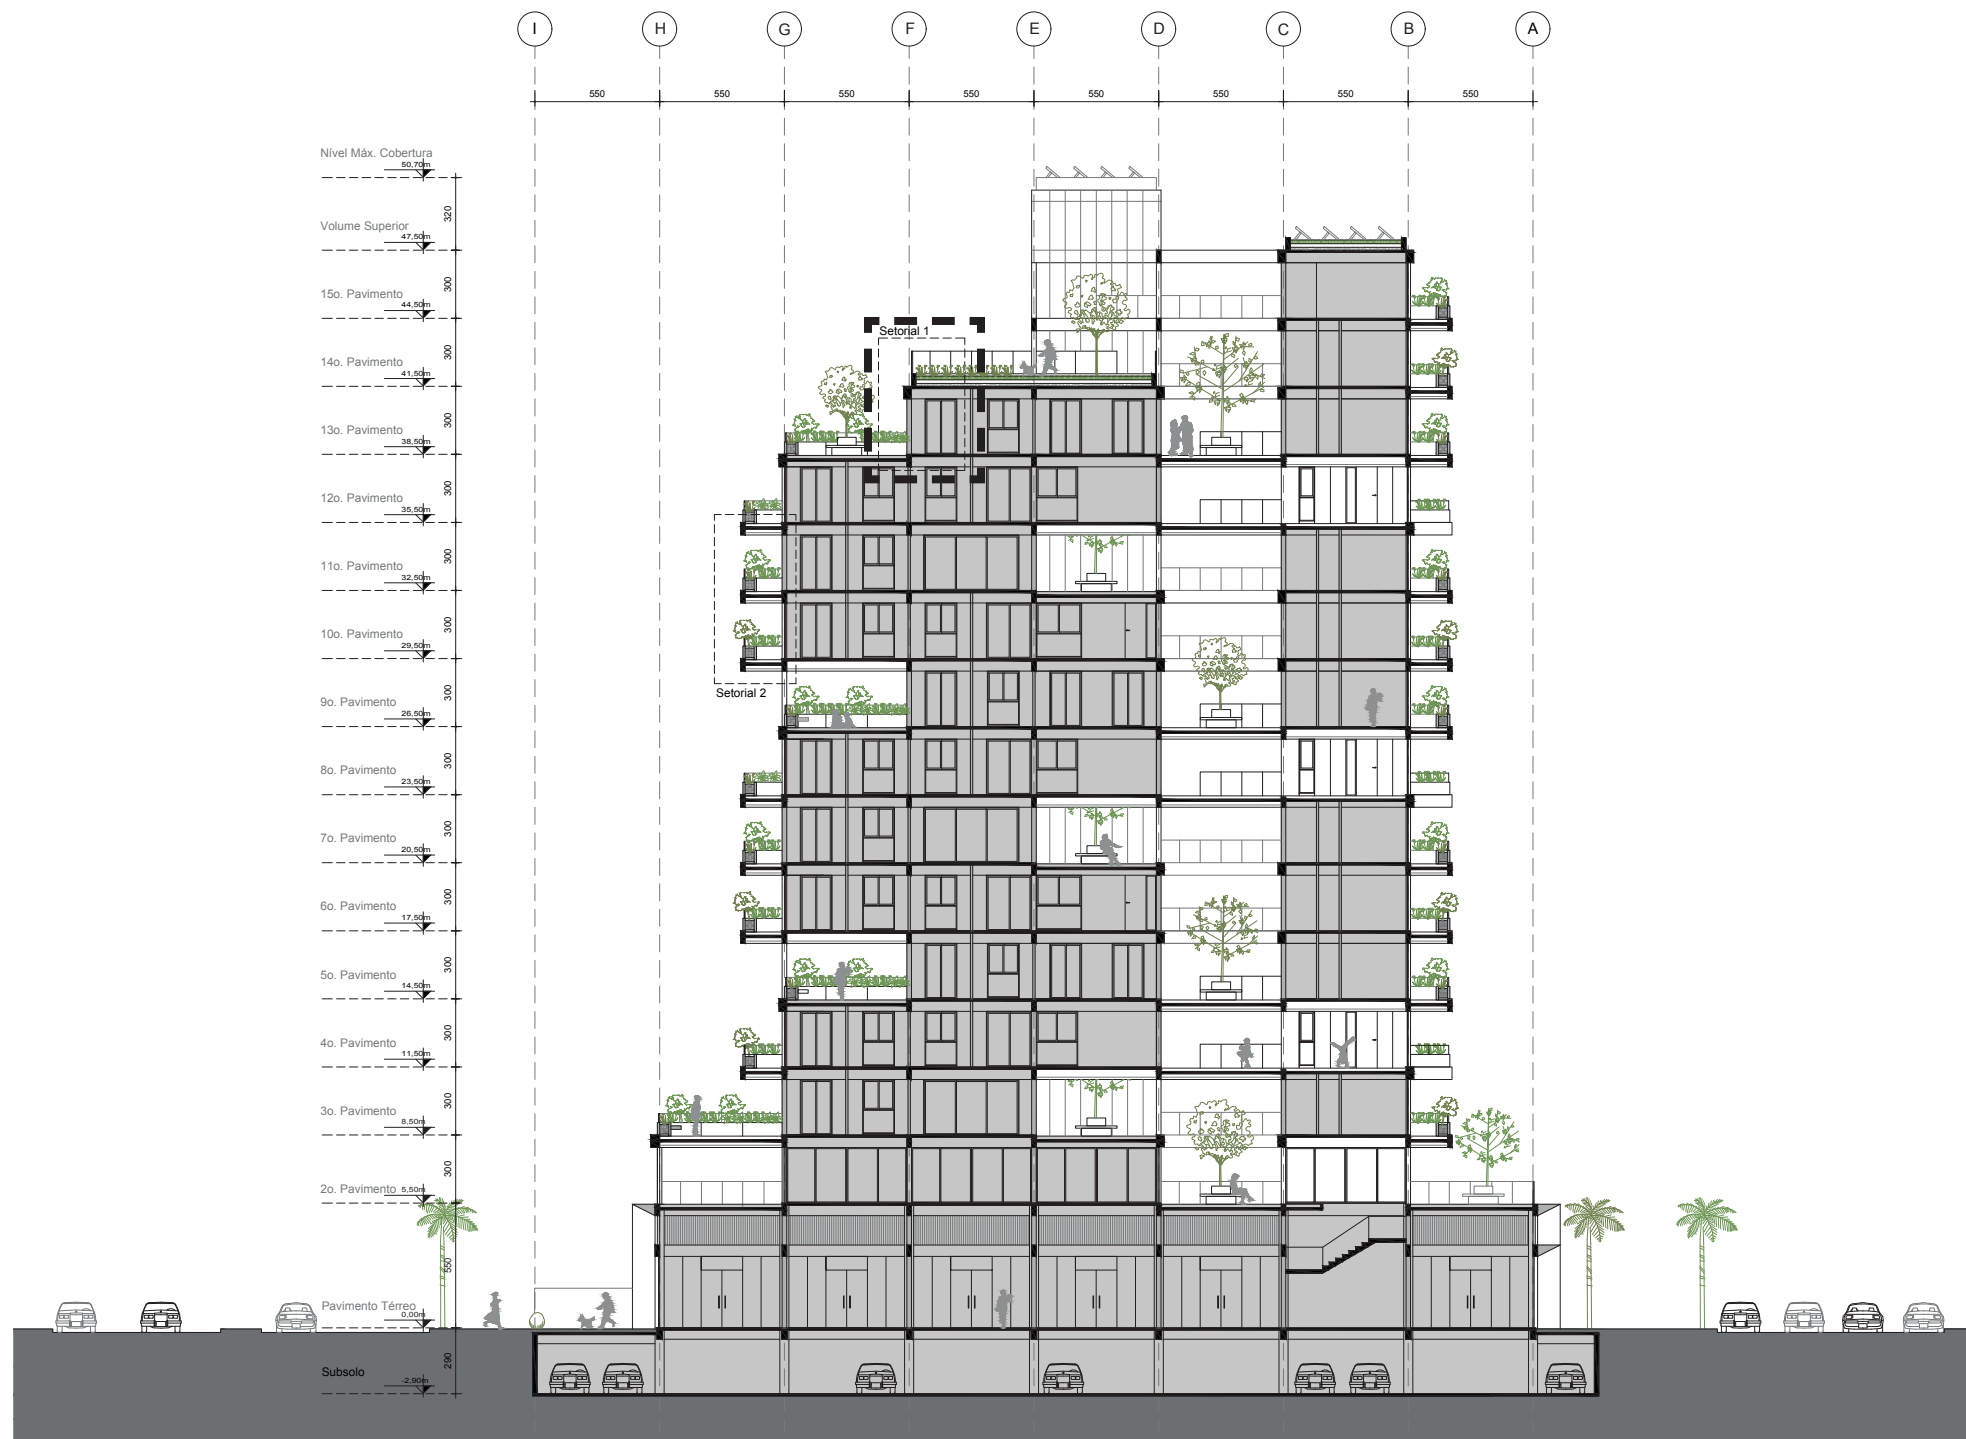 I H G F E D C B A
550 550 550 550 550 550 550 550
Nível Máx. Cobertura
50,70m
320
Volume Superior
47,50m
300
15o. Pavimento
44,50m
Setorial 1
300
14o. Pavimento
41,50m
300
13o. Pavimento
38,50m
300
12o. Pavimento
35,50m
300
11o. Pavimento
32,50m
300
10o. Pavimento
29,50m
Setorial 2
300
9o. Pavimento
26,50m
300
8o. Pavimento
23,50m
300
7o. Pavimento
20,50m
300
6o. Pavimento
17,50m
300
5o. Pavimento
14,50m
300
4o. Pavimento
11,50m
300
3o. Pavimento
8,50m
300
2o. Pavimento 5,50m
550
Pavimento Térreo
0,00m
290
Subsolo
-2,90m